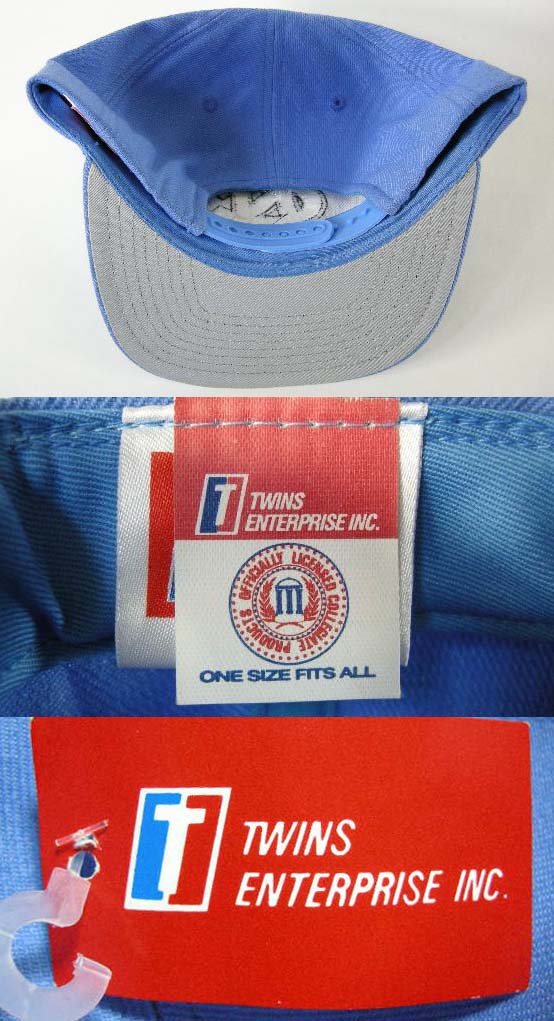 T TWINS
ENTERPRISE INC.
OFFICIALLY LICENSED COLLEGIATE PRODUCTS
ONE SIZE FITS ALL
T TWINS
ENTERPRISE INC.